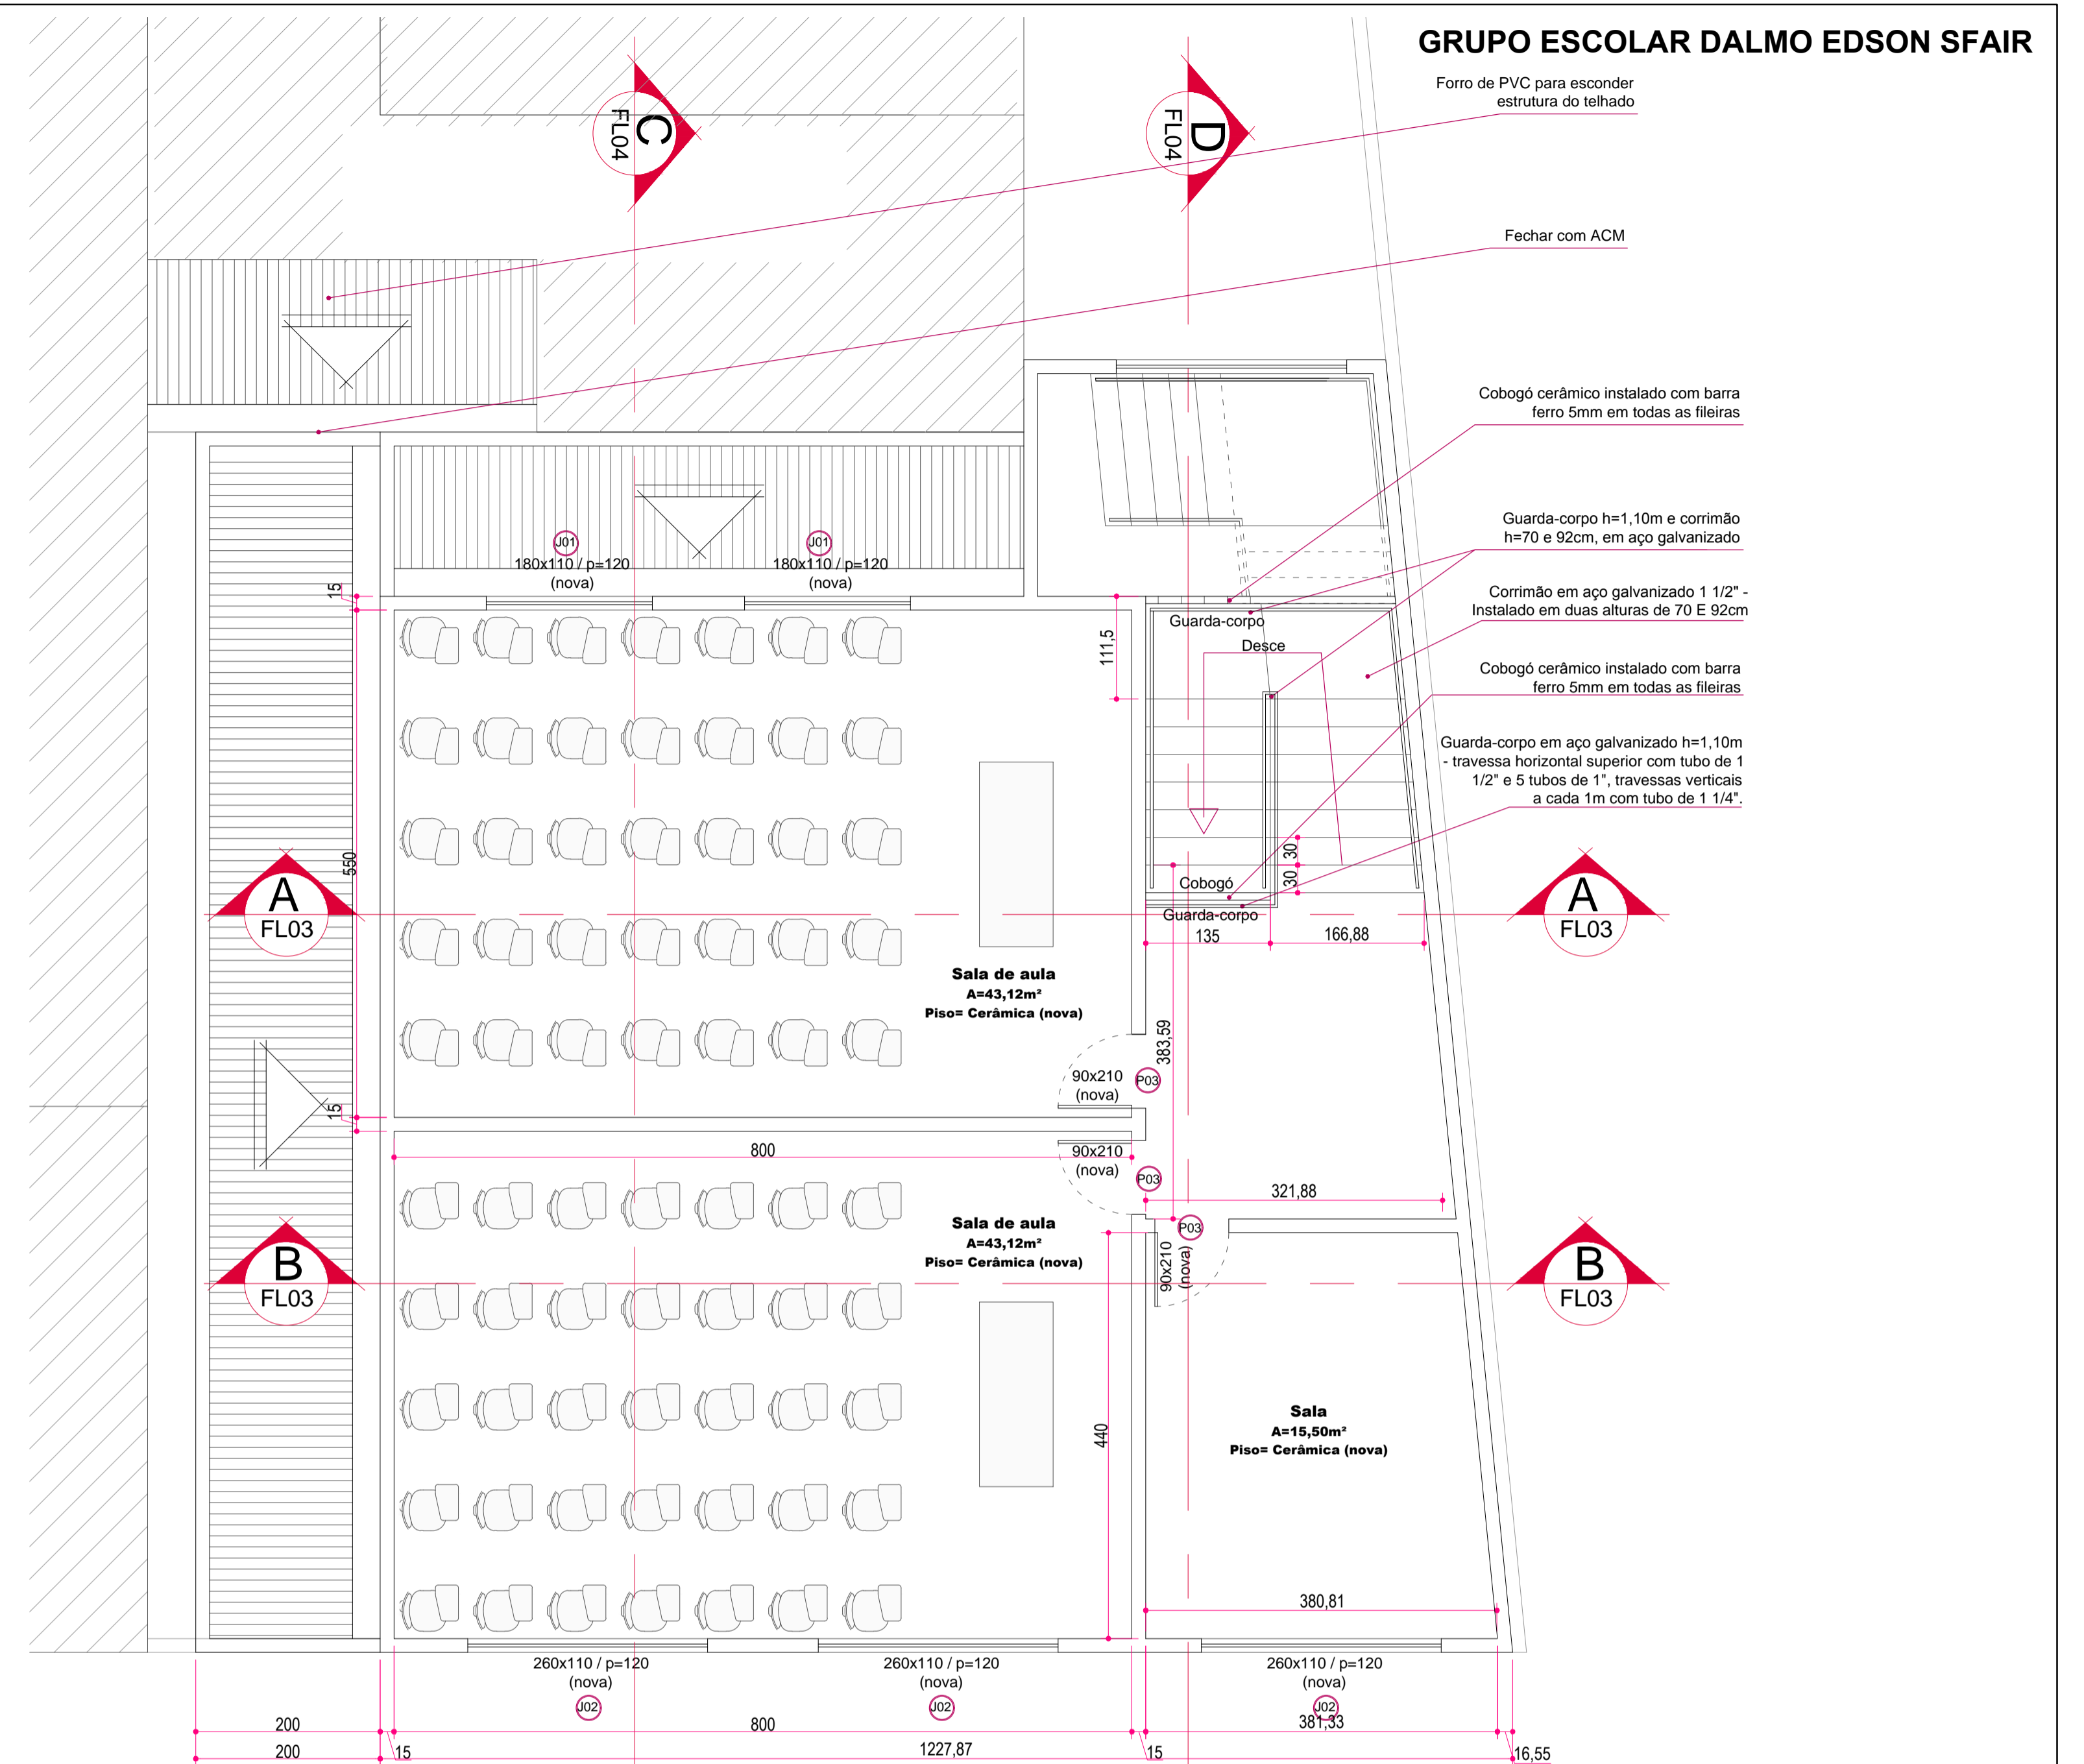 GRUPO ESCOLAR DALMO EDSON SFAIR
Forro de PVC para esconder
estrutura do telhado
C
FL04
D
FL04
Fechar com ACM
Cobogó cerâmico instalado com barra
ferro 5mm em todas as fileiras
Guarda-corpo h=1,10m e corrimão
h=70 e 92cm, em aço galvanizado
Corrimão em aço galvanizado 1 1/2" -
Instalado em duas alturas de 70 E 92cm
Cobogó cerâmico instalado com barra
ferro 5mm em todas as fileiras
Guarda-corpo em aço galvanizado h=1,10m
- travessa horizontal superior com tubo de 1
1/2" e 5 tubos de 1", travessas verticais
a cada 1m com tubo de 1 1/4".
J01
180x110 / p=120
(nova)
J01
180x110 / p=120
(nova)
15
550
15
111,5
Guarda-corpo
Desce
30
30
Cobogó
Guarda-corpo
135
166,88
A
FL03
A
FL03
Sala de aula
A=43,12m²
Piso= Cerâmica (nova)
383,59
90x210
(nova)
P03
800
90x210
(nova)
P03
321,88
P03
90x210
(nova)
Sala de aula
A=43,12m²
Piso= Cerâmica (nova)
B
FL03
B
FL03
440
Sala
A=15,50m²
Piso= Cerâmica (nova)
380,81
260x110 / p=120
(nova)
J02
260x110 / p=120
(nova)
J02
260x110 / p=120
(nova)
J02
200
800
381,33
200
15
1227,87
15
16,55